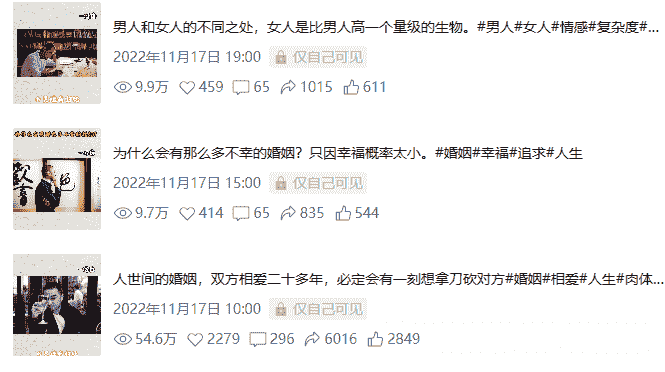 男人和女人的不同之处，女人是比男人高一个量级的生物。#男人#女人#情感#复杂度#...
2022年11月17日 19:00 仅自己可见
9.9万 459 65 1015 611
为什么会有那么多不幸的婚姻？只因幸福概率太小。#婚姻#幸福#追求#人生
2022年11月17日 15:00 仅自己可见
9.7万 414 65 835 544
人世间的婚姻，双方相爱二十多年，必定会有一刻想拿刀砍对方#婚姻#相爱#人生#肉体...
2022年11月17日 10:00 仅自己可见
54.6万 2279 296 6016 2849